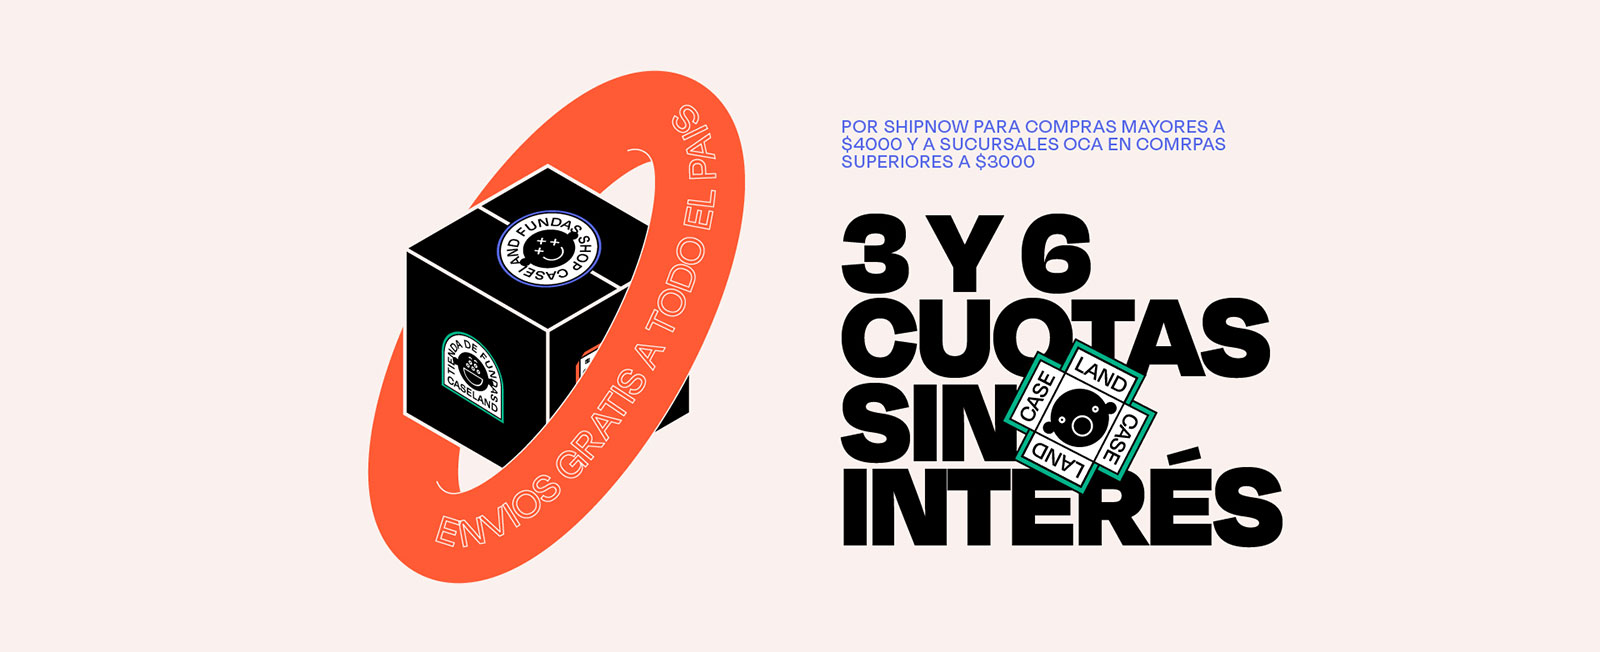 ENVIOS GRATIS A TODO EL PAIS
FUNDAS SHOP CASELAND
TIENDA DE FUNDAS
CASELAND
POR SHIPNOW PARA COMPRAS MAYORES A
$4000 Y A SUCURSALES OCA EN COMRPAS
SUPERIORES A $3000
3 Y 6
CUOTAS
SIN
INTERÉS
CASE
LAND
CASE
LAND